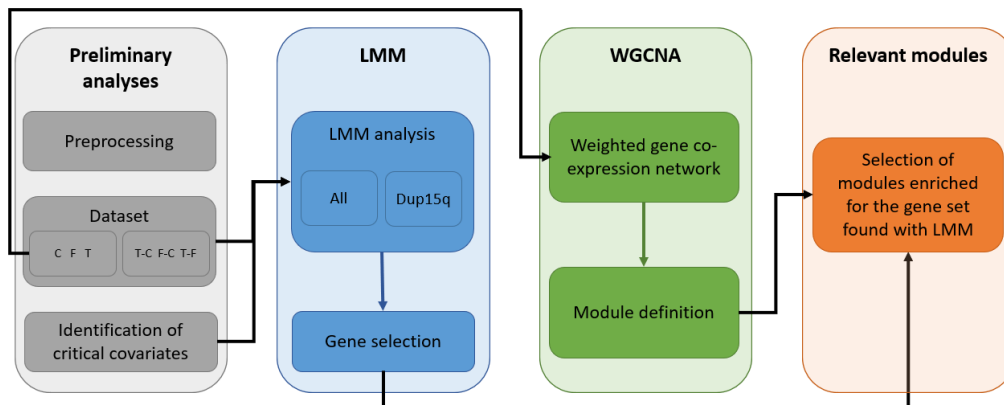 Preliminary
analyses
Preprocessing
Dataset
C F T
T-C F-C T-F
Identification of
critical covariates
LMM
LMM analysis
All
Dup15q
Gene selection
WGCNA
Weighted gene co-
expression network
Module definition
Relevant modules
Selection of
modules enriched
for the gene set
found with LMM